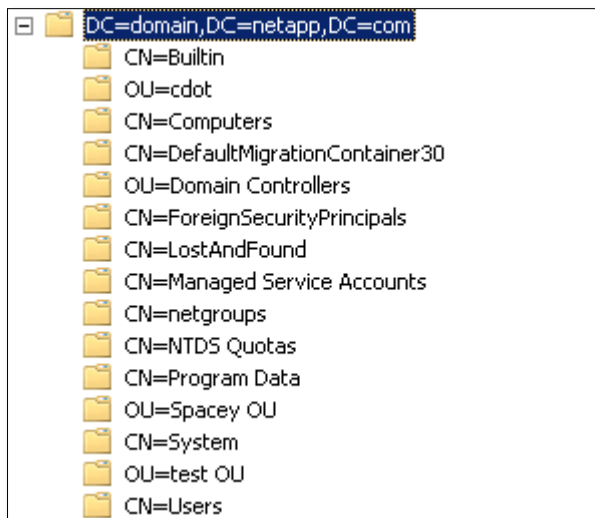 DC=domain,DC=netapp,DC=com
CN=Builtin
OU=cdot
CN=Computers
CN=DefaultMigrationContainer30
OU=Domain Controllers
CN=ForeignSecurityPrincipals
CN=LostAndFound
CN=Managed Service Accounts
CN=netgroups
CN=NTDS Quotas
CN=Program Data
OU=Spacey OU
CN=System
OU=test OU
CN=Users